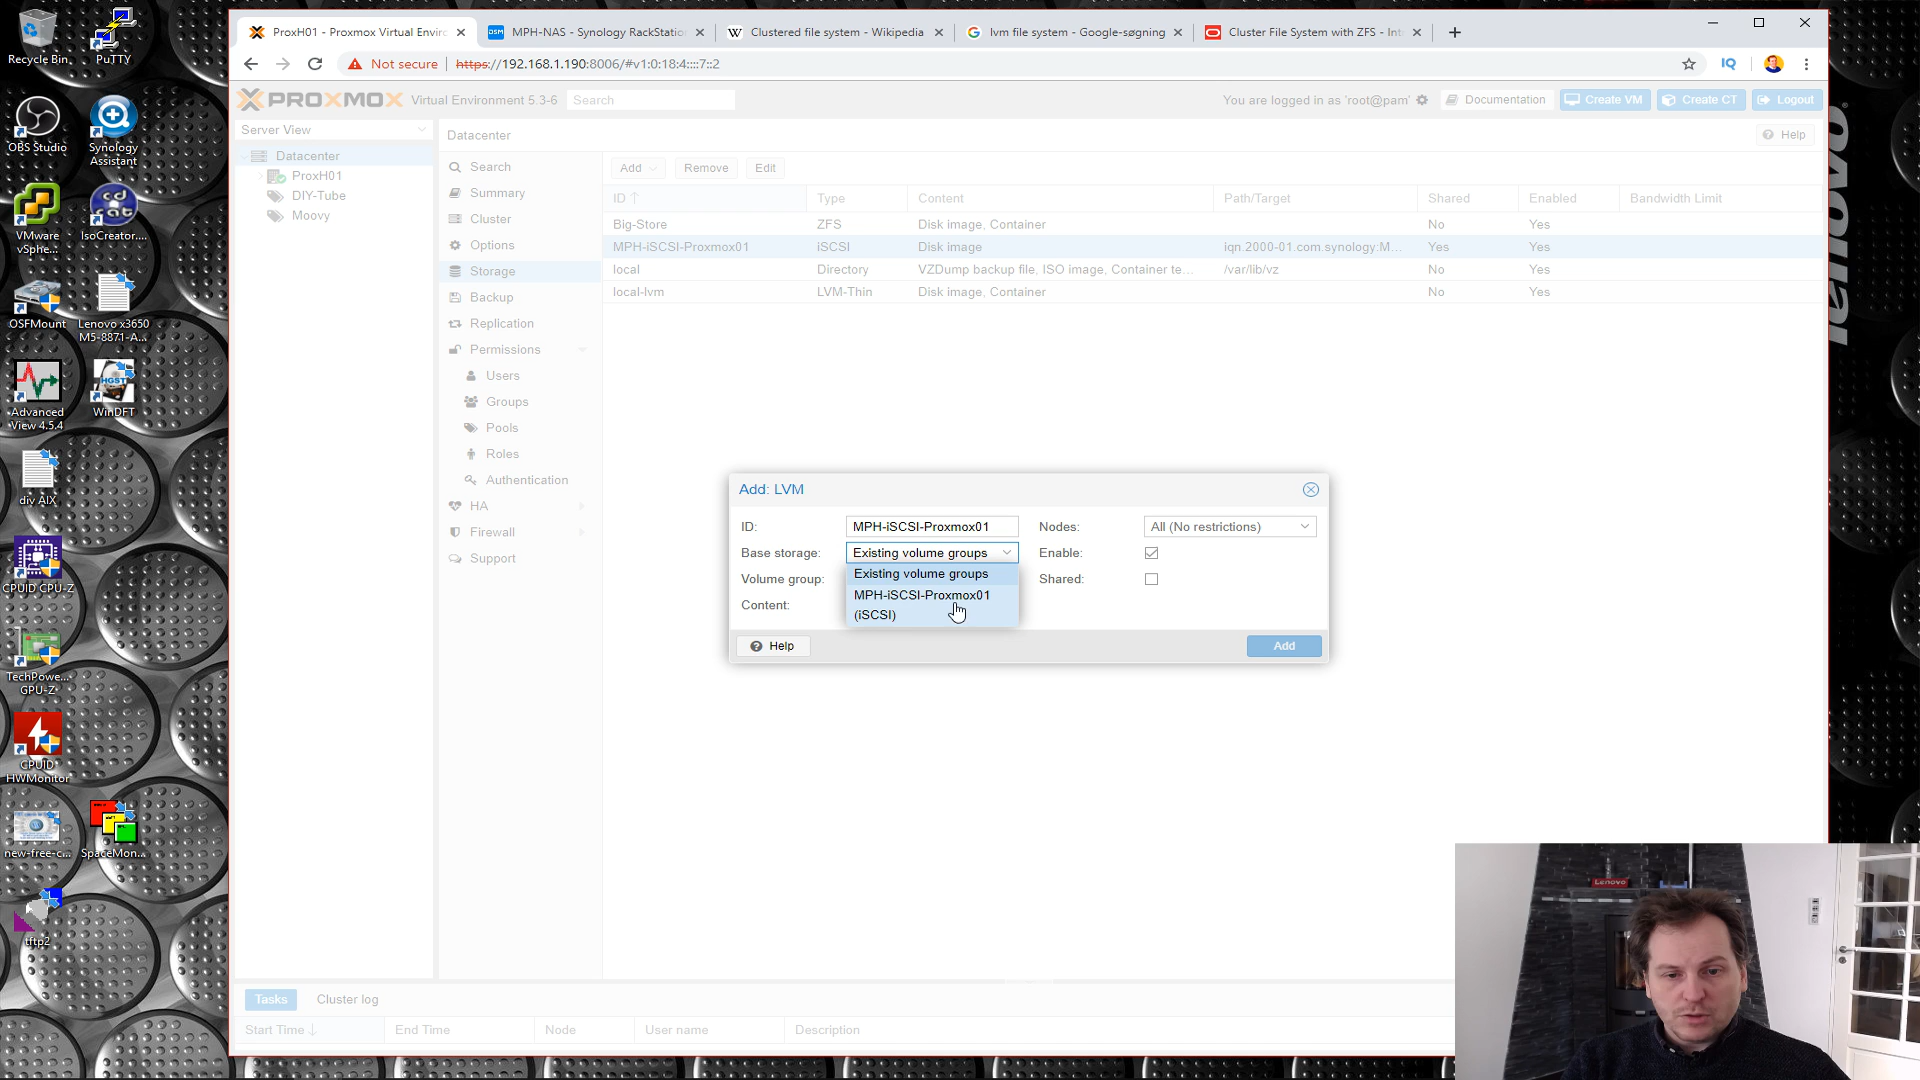 Recycle Bin
PuTTY
OBS Studio
Synology
Assistant
VMware
vSphe...
IsoCreator....
OSFMount
Lenovo x3650
M5-8871-A...
Advanced
View 4.5.4
HGST
WinDFT
div AIX
CPUID CPU-Z
TechPowe...
GPU-Z
CPUID
HWMonitor
new-free-c...
SpaceMon...
tftp2
ProxH01 - Proxmox Virtual Enviro
MPH-NAS - Synology RackStatio
Clustered file system - Wikipedia
lvm file system - Google-søgning
Cluster File System with ZFS - Int
Not secure
https://192.168.1.190:8006/#v1:0:18:4::::7::2
IQ
PROXMOX
Virtual Environment 5.3-6
Search
You are logged in as 'root@pam'
Documentation
Create VM
Create CT
Logout
Server View
Datacenter
ProxH01
DIY-Tube
Moovy
Datacenter
Help
Search
Summary
Cluster
Options
Storage
Backup
Replication
Permissions
Users
Groups
Pools
Roles
Authentication
HA
Firewall
Support
Add
Remove
Edit
ID Type Content Path/Target Shared Enabled Bandwidth Limit
Big-Store ZFS Disk image, Container No Yes
MPH-iSCSI-Proxmox01 iSCSI Disk image iqn.2000-01.com.synology:M... Yes Yes
local Directory VZDump backup file, ISO image, Container te... /var/lib/vz No Yes
local-lvm LVM-Thin Disk image, Container No Yes
Add: LVM
ID: MPH-iSCSI-Proxmox01 Nodes: All (No restrictions)
Base storage: Existing volume groups Enable:
Volume group: Existing volume groups Shared:
Content: MPH-iSCSI-Proxmox01
(iSCSI)
Help
Add
Tasks
Cluster log
Start Time End Time Node User name Description
lenovo
Lenovo